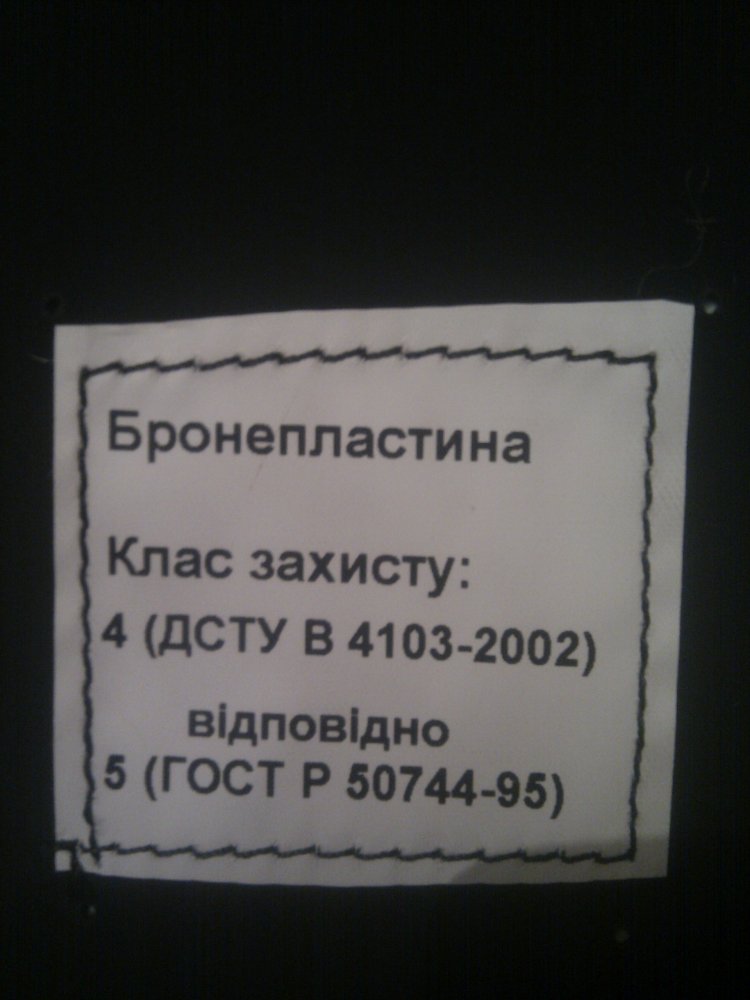 Бронепластина
Клас захисту:
4 (ДСТУ В 4103-2002)
відповідно
5 (ГОСТ Р 50744-95)